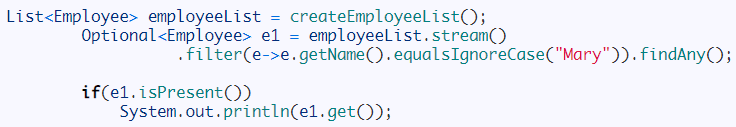 List<Employee> employeeList = createEmployeeList();
Optional<Employee> e1 = employeeList.stream()
.filter(e->e.getName().equalsIgnoreCase("Mary")).findAny();
if(e1.isPresent())
System.out.println(e1.get());